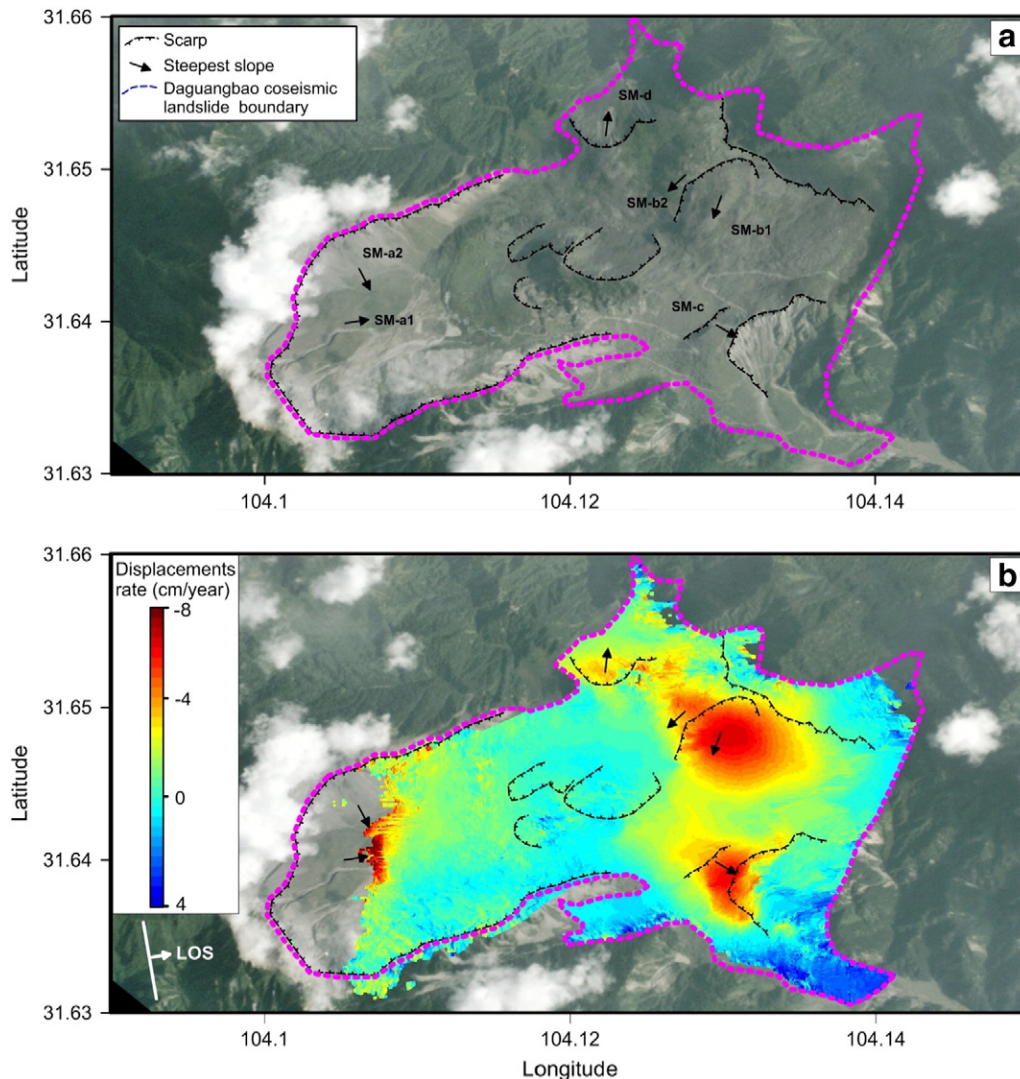 31.66
31.65
31.64
31.63
Latitude
Scarp
Steepest slope
Daguangbao coseismic
landslide boundary
a
SM-d
SM-b2
SM-b1
SM-a2
SM-a1
SM-c
104.1
104.12
104.14
31.66
31.65
31.64
31.63
Latitude
Displacements
rate (cm/year)
-8
-4
0
4
LOS
b
104.1
104.12
104.14
Longitude